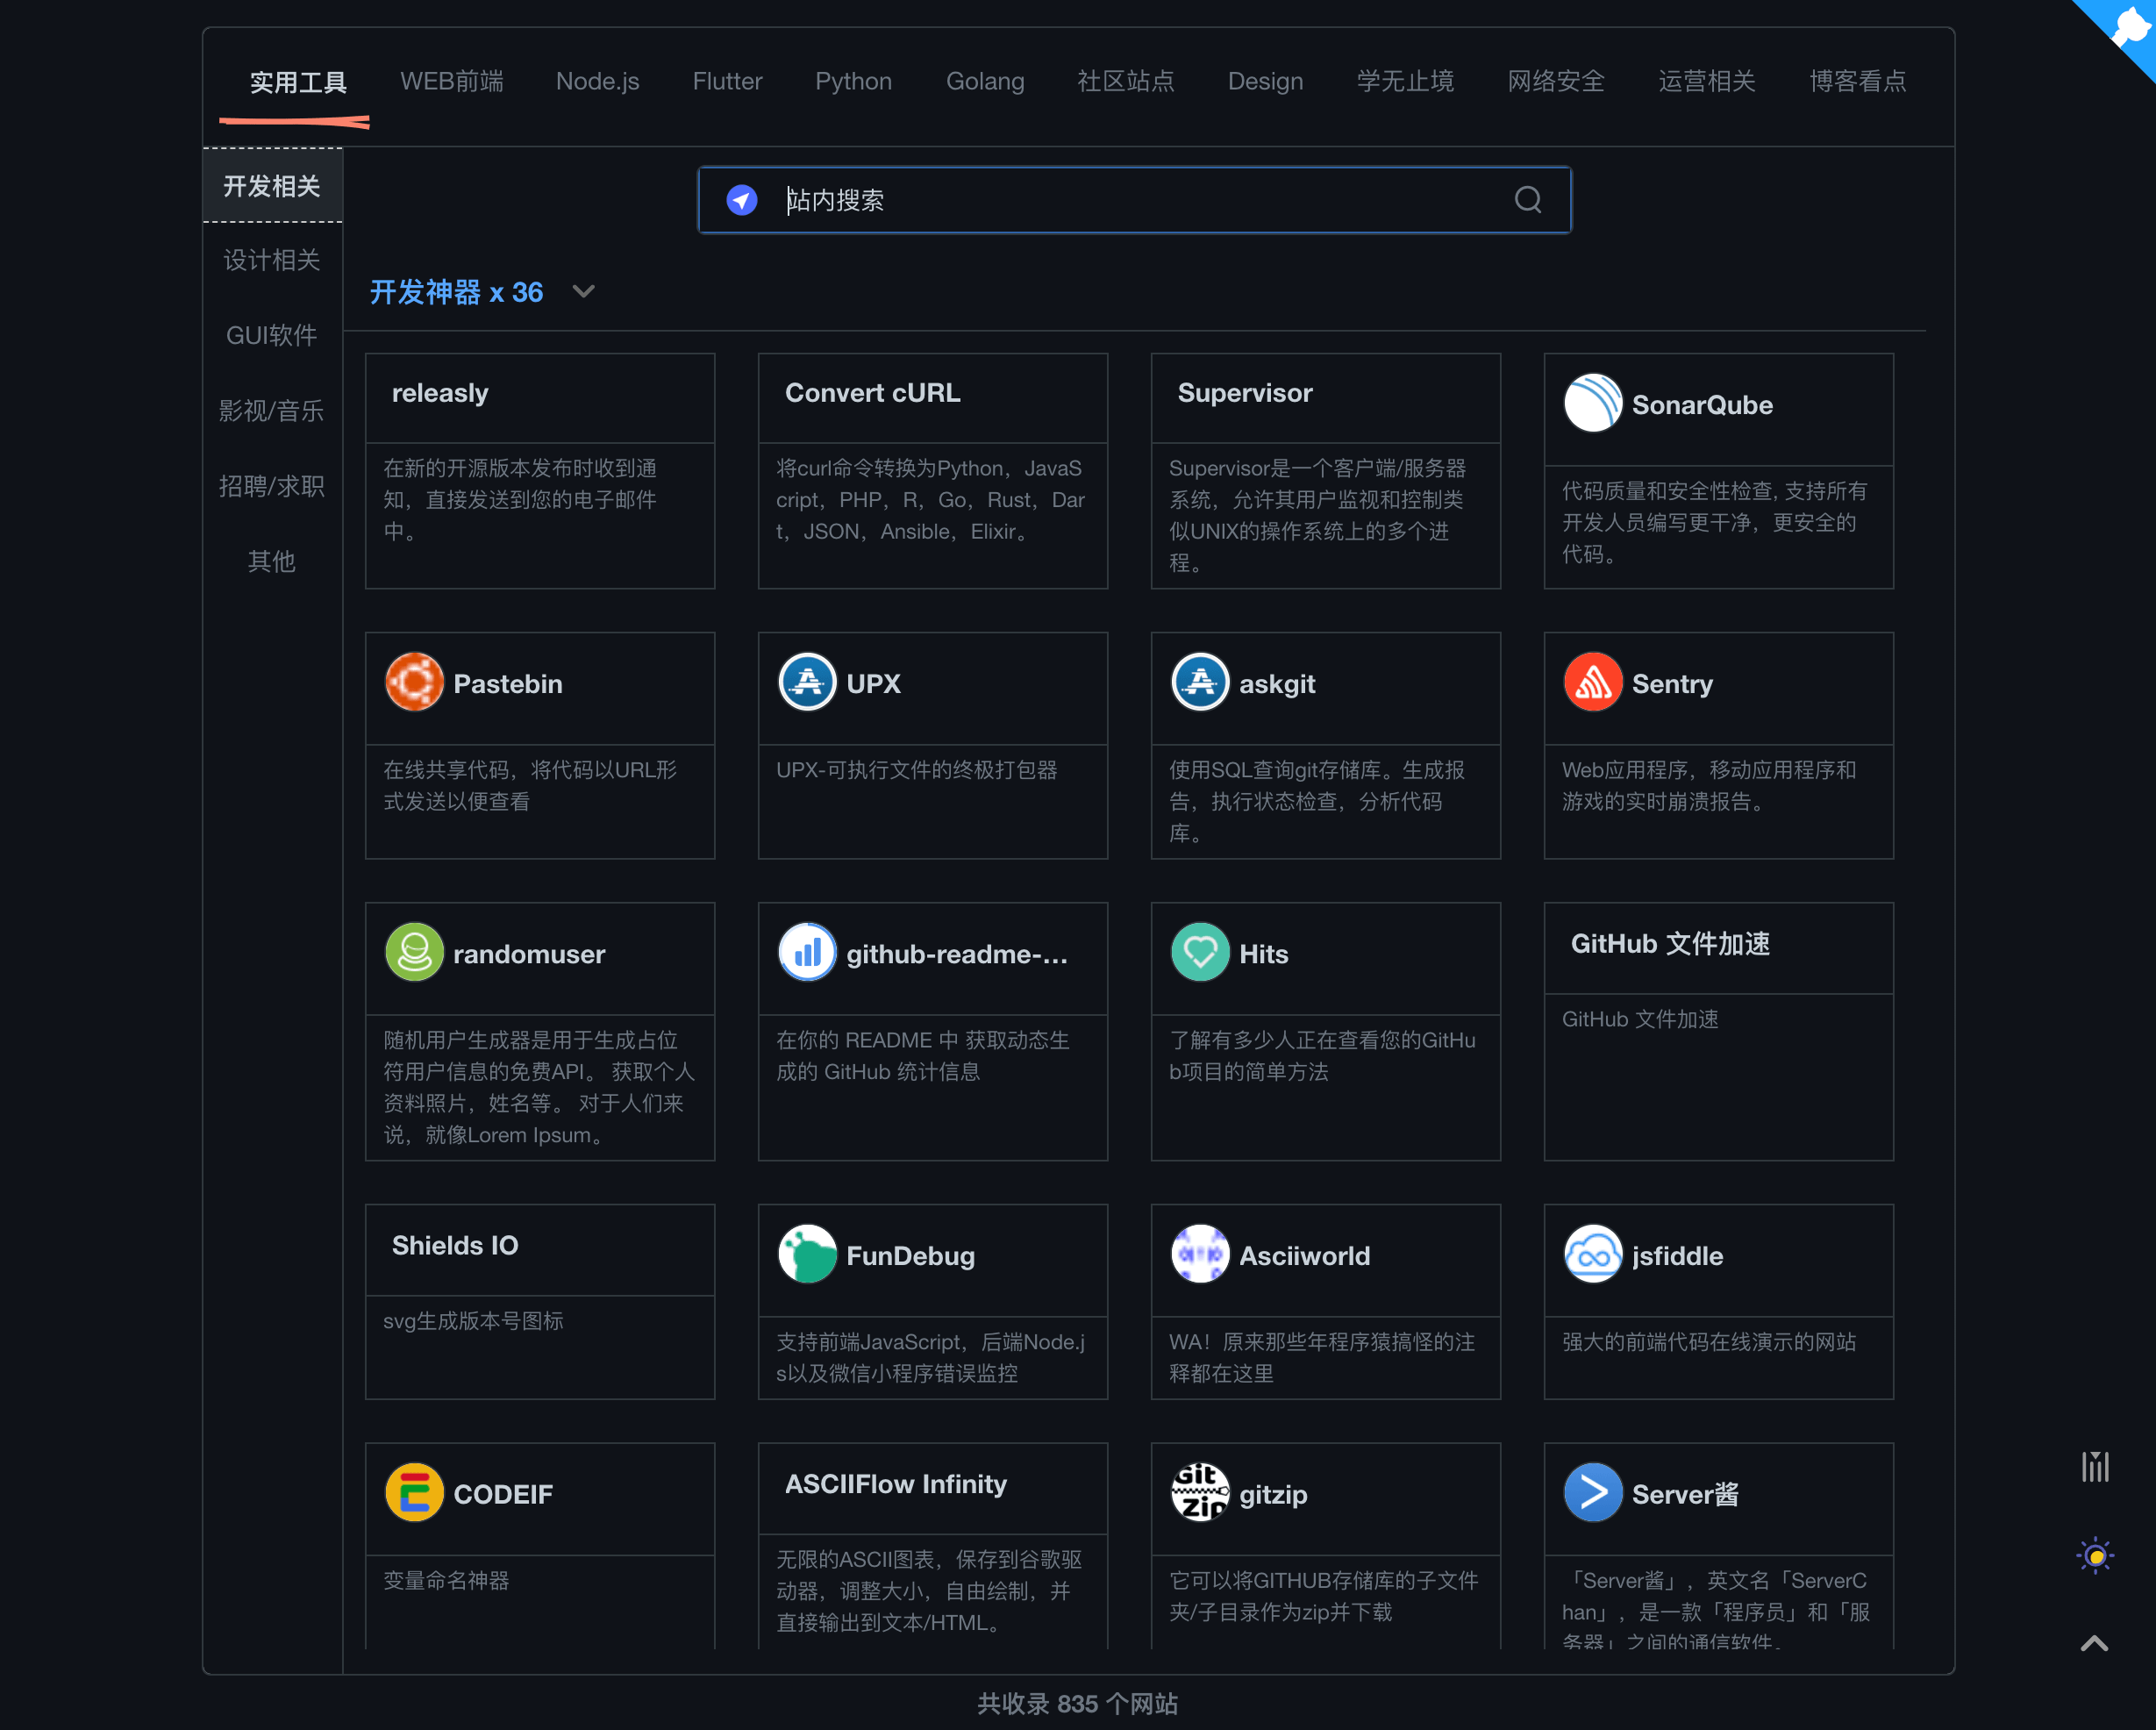 实用工具 WEB前端 Node.js Flutter Python Golang 社区站点 Design 学无止境 网络安全 运营相关 博客看点
开发相关
设计相关
GUI软件
影视/音乐
招聘/求职
其他
站内搜索
开发神器 x 36
releasly
在新的开源版本发布时收到通
知，直接发送到您的电子邮件
中。
Convert cURL
将curl命令转换为Python，JavaS
cript，PHP，R，Go，Rust，Dar
t，JSON，Ansible，Elixir。
Supervisor
Supervisor是一个客户端/服务器
系统，允许其用户监视和控制类
似UNIX的操作系统上的多个进
程。
SonarQube
代码质量和安全性检查, 支持所有
开发人员编写更干净，更安全的
代码。
Pastebin
在线共享代码，将代码以URL形
式发送以便查看
UPX
UPX-可执行文件的终极打包器
askgit
使用SQL查询git存储库。生成报
告，执行状态检查，分析代码
库。
Sentry
Web应用程序，移动应用程序和
游戏的实时崩溃报告。
randomuser
随机用户生成器是用于生成占位
符用户信息的免费API。 获取个人
资料照片，姓名等。 对于人们来
说，就像Lorem Ipsum。
github-readme-...
在你的 README 中 获取动态生
成的 GitHub 统计信息
Hits
了解有多少人正在查看您的GitHu
b项目的简单方法
GitHub 文件加速
GitHub 文件加速
Shields IO
svg生成版本号图标
FunDebug
支持前端JavaScript，后端Node.j
s以及微信小程序错误监控
Asciiworld
WA！原来那些年程序猿搞怪的注
释都在这里
jsfiddle
强大的前端代码在线演示的网站
CODEIF
变量命名神器
ASCIIFlow Infinity
无限的ASCII图表，保存到谷歌驱
动器，调整大小，自由绘制，并
直接输出到文本/HTML。
Git
Zip
gitzip
它可以将GITHUB存储库的子文件
夹/子目录作为zip并下载
Server酱
「Server酱」，英文名「ServerC
han」，是一款「程序员」和「服
务器」之间的通信软件。
共收录 835 个网站